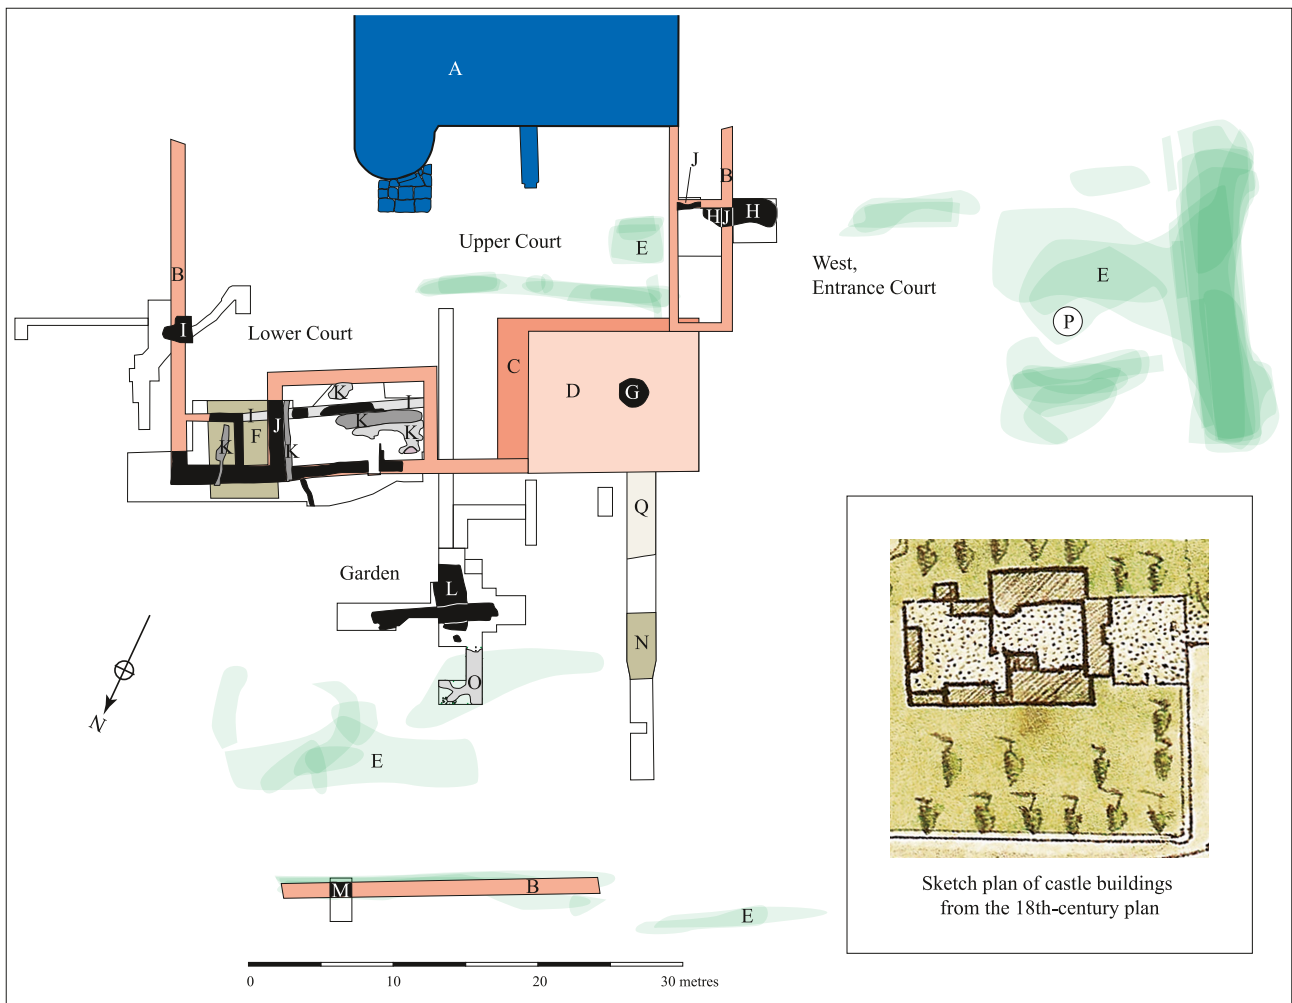 A
J
B
H
J
H
Upper Court
E
West,
Entrance Court
E
P
B
I
Lower Court
C
D
G
K
I
I
J
F
K
K
K
K
Q
Garden
L
N
O
N
E
M
B
E
0
10
20
30 metres
Sketch plan of castle buildings
from the 18th-century plan